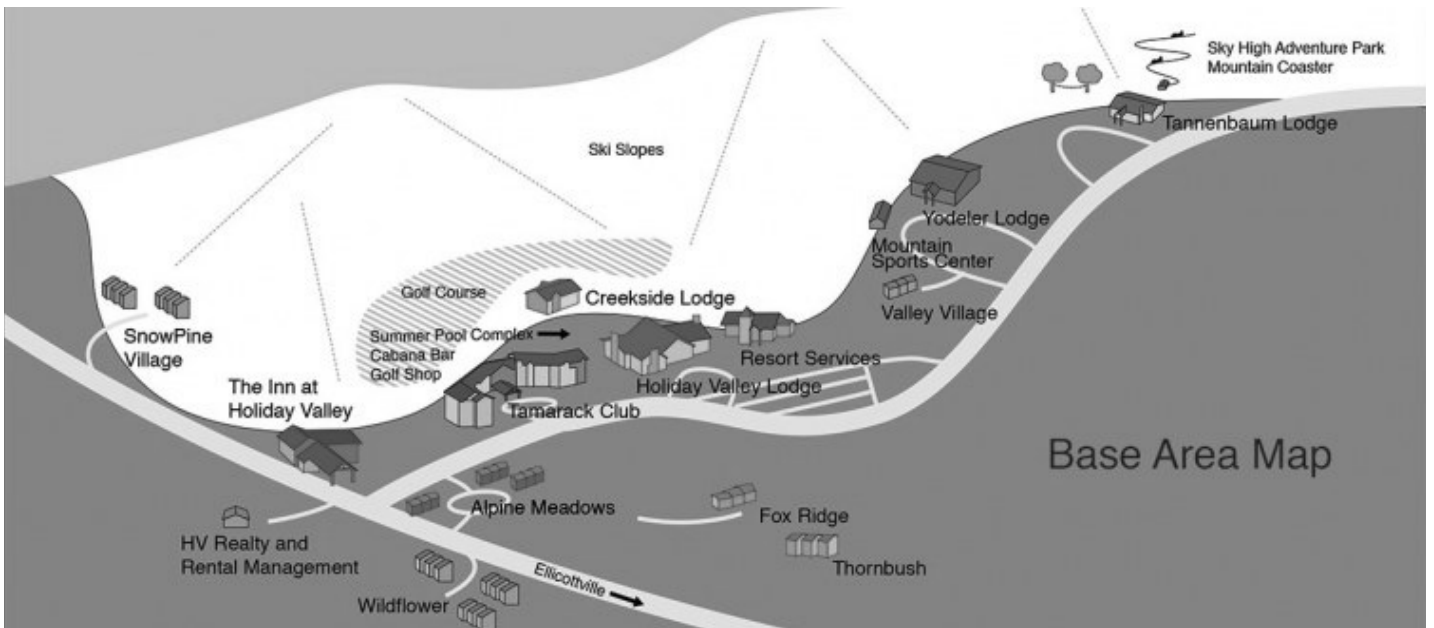 Sky High Adventure Park
Mountain Coaster
Tannenbaum Lodge
Ski Slopes
Yodeler Lodge
Mountain
Sports Center
Golf Course
Creekside Lodge
Valley Village
SnowPine
Village
Summer Pool Complex
Cabana Bar
Golf Shop
Resort Services
The Inn at
Holiday Valley
Holiday Valley Lodge
Tamarack Club
Base Area Map
Alpine Meadows
Fox Ridge
HV Realty and
Rental Management
Thornbush
Ellicottville
Wildflower